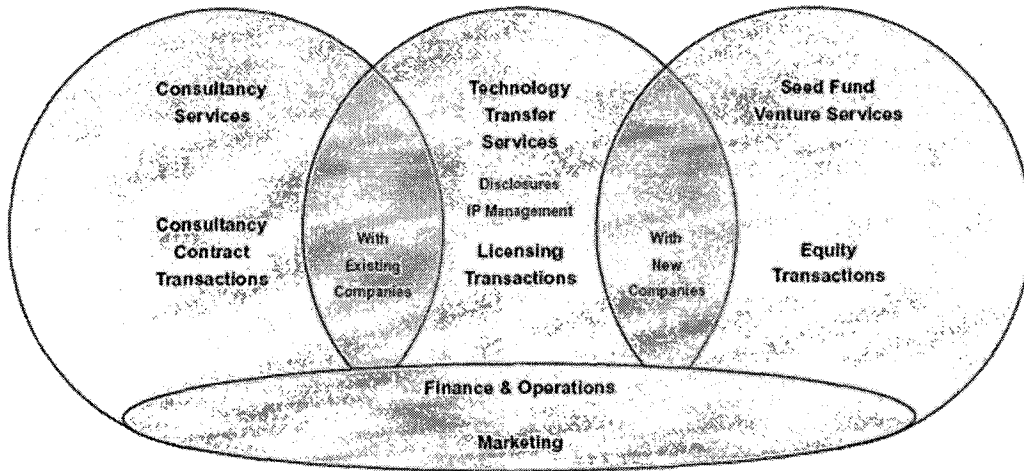 Consultancy
Services
Technology
Transfer
Services
Seed Fund
Venture Services
Disclosures
IP Management
Consultancy
Contract
Transactions
With
Existing
Companies
Licensing
Transactions
With
New
Companies
Equity
Transactions
Finance & Operations
Marketing